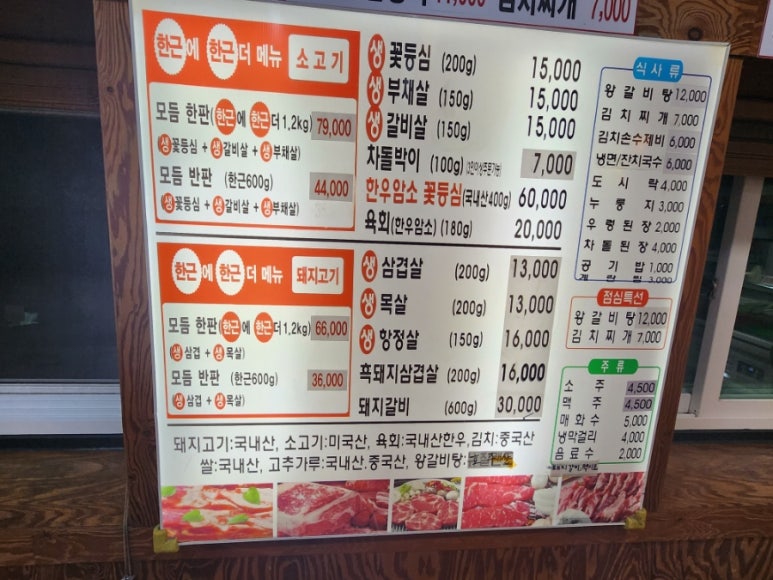 김치찌개 7,000
한근에 한근 더 메뉴 소고기
모듬 한판(한근에 한근더1,2kg) 79,000
생꽃등심 + 생갈비살 + 생부채살
모듬 반판 (한근600g) 44,000
생꽃등심 + 생갈비살 + 생부채살
생 꽃등심 (200g) 15,000
생 부채살 (150g) 15,000
생 갈비살 (150g) 15,000
차돌박이 (100g) 7,000
한우암소 꽃등심(국내산400g) 60,000
육회(한우암소) (180g) 20,000
한근에 한근더 메뉴 돼지고기
모듬 한판(한근에 한근더1,2kg) 66,000
생삼겹 + 생목살
모듬 반판 (한근600g) 36,000
생삼겹 + 생목살
생 삼겹살 (200g) 13,000
생 목살 (200g) 13,000
생 항정살 (150g) 16,000
흑돼지삼겹살 (200g) 16,000
돼지갈비 (600g) 30,000
식사류
왕갈비탕 12,000
김치찌개 7,000
김치손수제비 6,000
냉면/잔치국수 6,000
도시락 4,000
누룽지 3,000
우렁된장 2,000
차돌된장 4,000
공기밥 1,000
계란찜 3,000
점심특선
왕갈비탕 12,000
김치찌개 7,000
주류
소주 4,500
맥주 4,500
매화수 5,000
냉막걸리 4,000
음료수 2,000
돼지고기:국내산, 소고기:미국산, 육회:국내산한우,김치:중국산
쌀:국내산, 고추가루:국내산,중국산, 왕갈비탕: